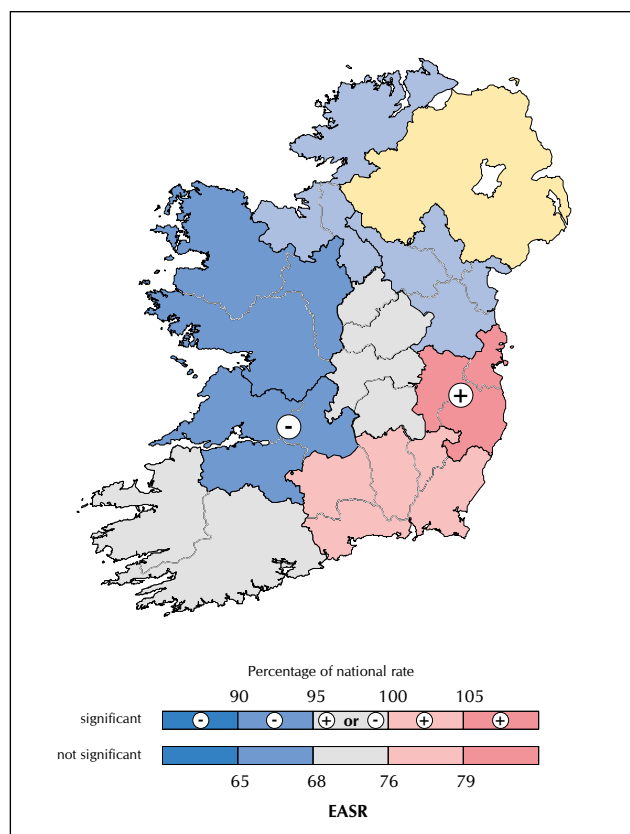 -
+
Percentage of national rate
90 95 100 105
significant - - + or - + +
not significant
65 68 76 79
EASR